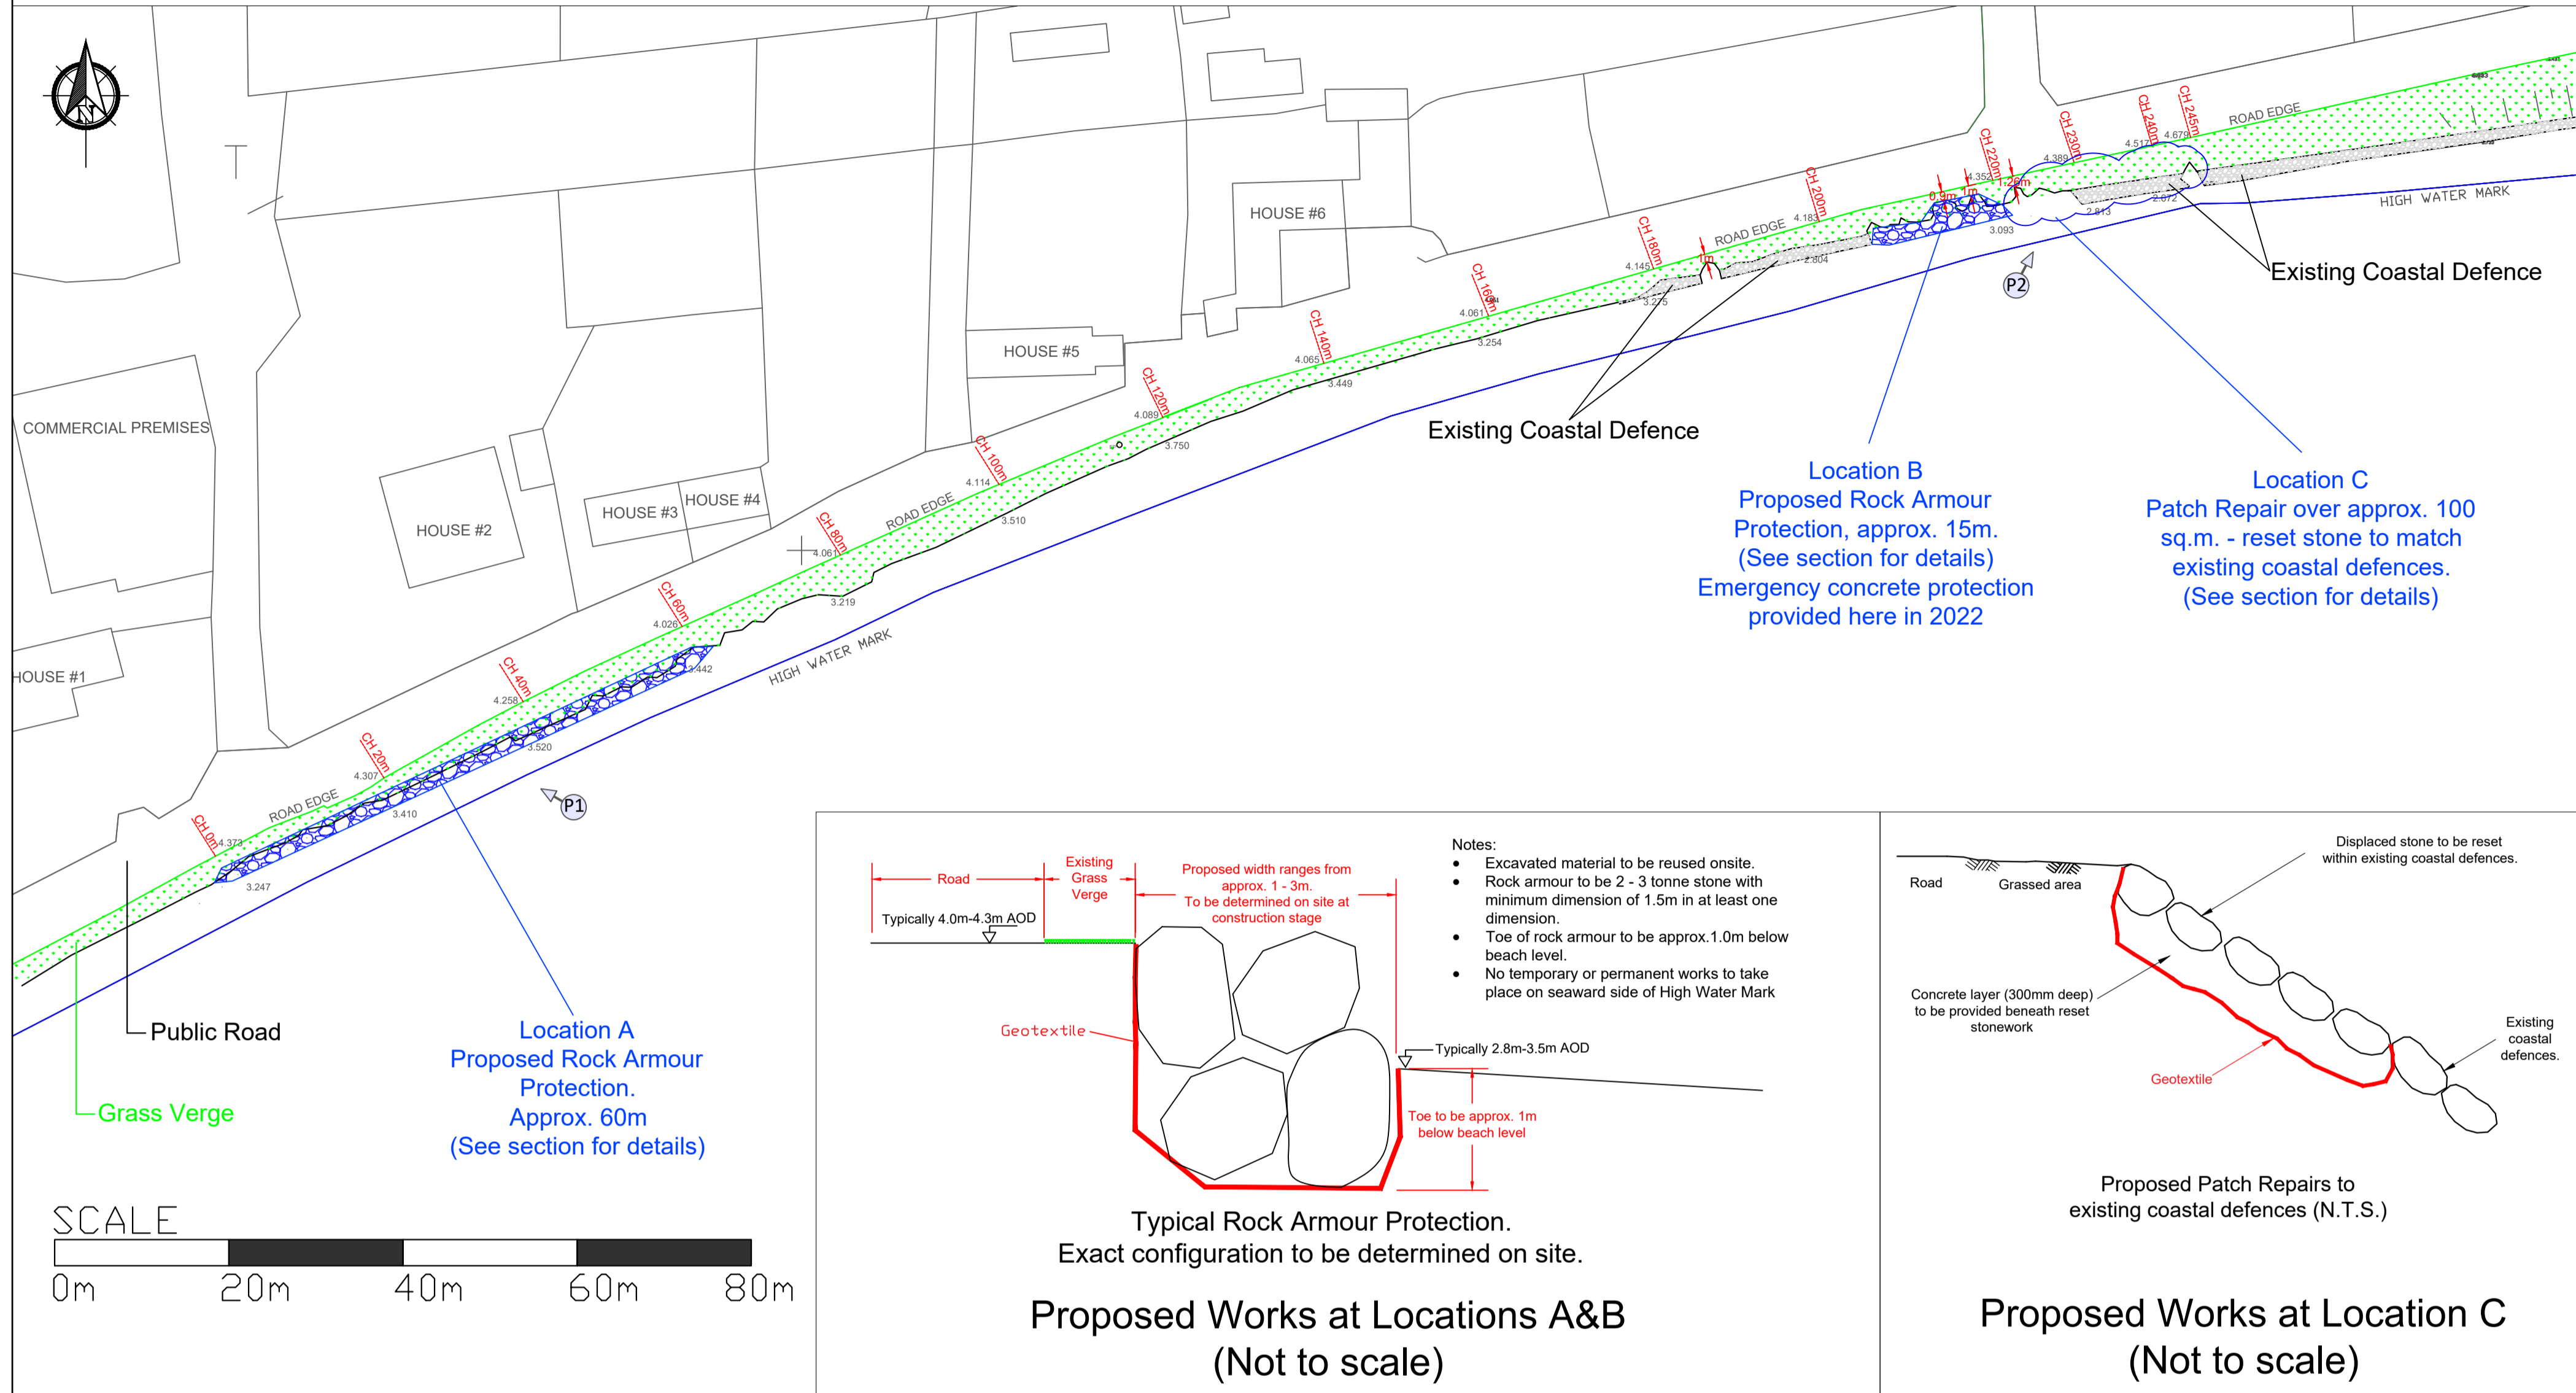 N
COMMERCIAL PREMISES
HOUSE #1
HOUSE #2
HOUSE #3
HOUSE #4
HOUSE #5
HOUSE #6
CH 0m
CH 20m
CH 40m
CH 60m
CH 80m
CH 100m
CH 120m
CH 140m
CH 160m
CH 180m
CH 200m
CH 220m
CH 230m
CH 240m
CH 245m
4.373
4.307
4.258
4.026
4.061
4.114
4.089
4.065
4.061
4.145
4.183
4.352
4.389
4.517
4.679
3.247
3.410
3.520
3.442
3.219
3.510
3.750
3.449
3.254
3.275
2.804
3.093
2.813
2.672
1m
0.9m
1m
1.26m
ROAD EDGE
ROAD EDGE
ROAD EDGE
ROAD EDGE
HIGH WATER MARK
HIGH WATER MARK
P1
P2
Existing Coastal Defence
Existing Coastal Defence
Public Road
Grass Verge
Location A
Proposed Rock Armour
Protection.
Approx. 60m
(See section for details)
Location B
Proposed Rock Armour
Protection, approx. 15m.
(See section for details)
Emergency concrete protection
provided here in 2022
Location C
Patch Repair over approx. 100
sq.m. - reset stone to match
existing coastal defences.
(See section for details)
SCALE
0m 20m 40m 60m 80m
Road
Existing
Grass
Verge
Proposed width ranges from
approx. 1 - 3m.
To be determined on site at
construction stage
Typically 4.0m-4.3m AOD
Geotextile
Typically 2.8m-3.5m AOD
Toe to be approx. 1m
below beach level
Notes:
• Excavated material to be reused onsite.
• Rock armour to be 2 - 3 tonne stone with
minimum dimension of 1.5m in at least one
dimension.
• Toe of rock armour to be approx.1.0m below
beach level.
• No temporary or permanent works to take
place on seaward side of High Water Mark
Typical Rock Armour Protection.
Exact configuration to be determined on site.
Proposed Works at Locations A&B
(Not to scale)
Road
Grassed area
Displaced stone to be reset
within existing coastal defences.
Concrete layer (300mm deep)
to be provided beneath reset
stonework
Geotextile
Existing
coastal
defences.
Proposed Patch Repairs to
existing coastal defences (N.T.S.)
Proposed Works at Location C
(Not to scale)